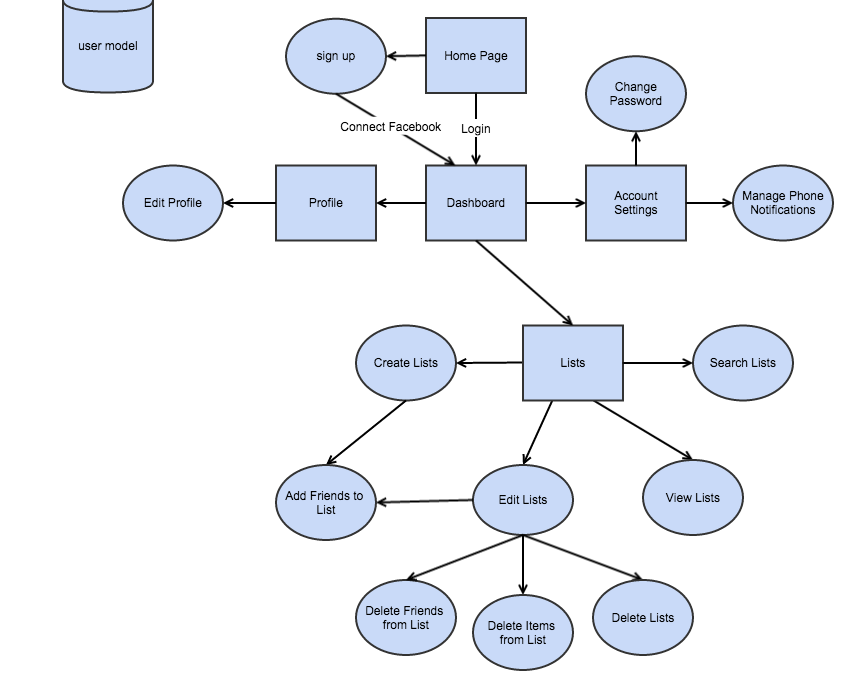 user model
sign up
Home Page
Change
Password
Connect Facebook
Login
Edit Profile
Profile
Dashboard
Account
Settings
Manage Phone
Notifications
Create Lists
Lists
Search Lists
Add Friends to
List
Edit Lists
View Lists
Delete Friends
from List
Delete Items
from List
Delete Lists